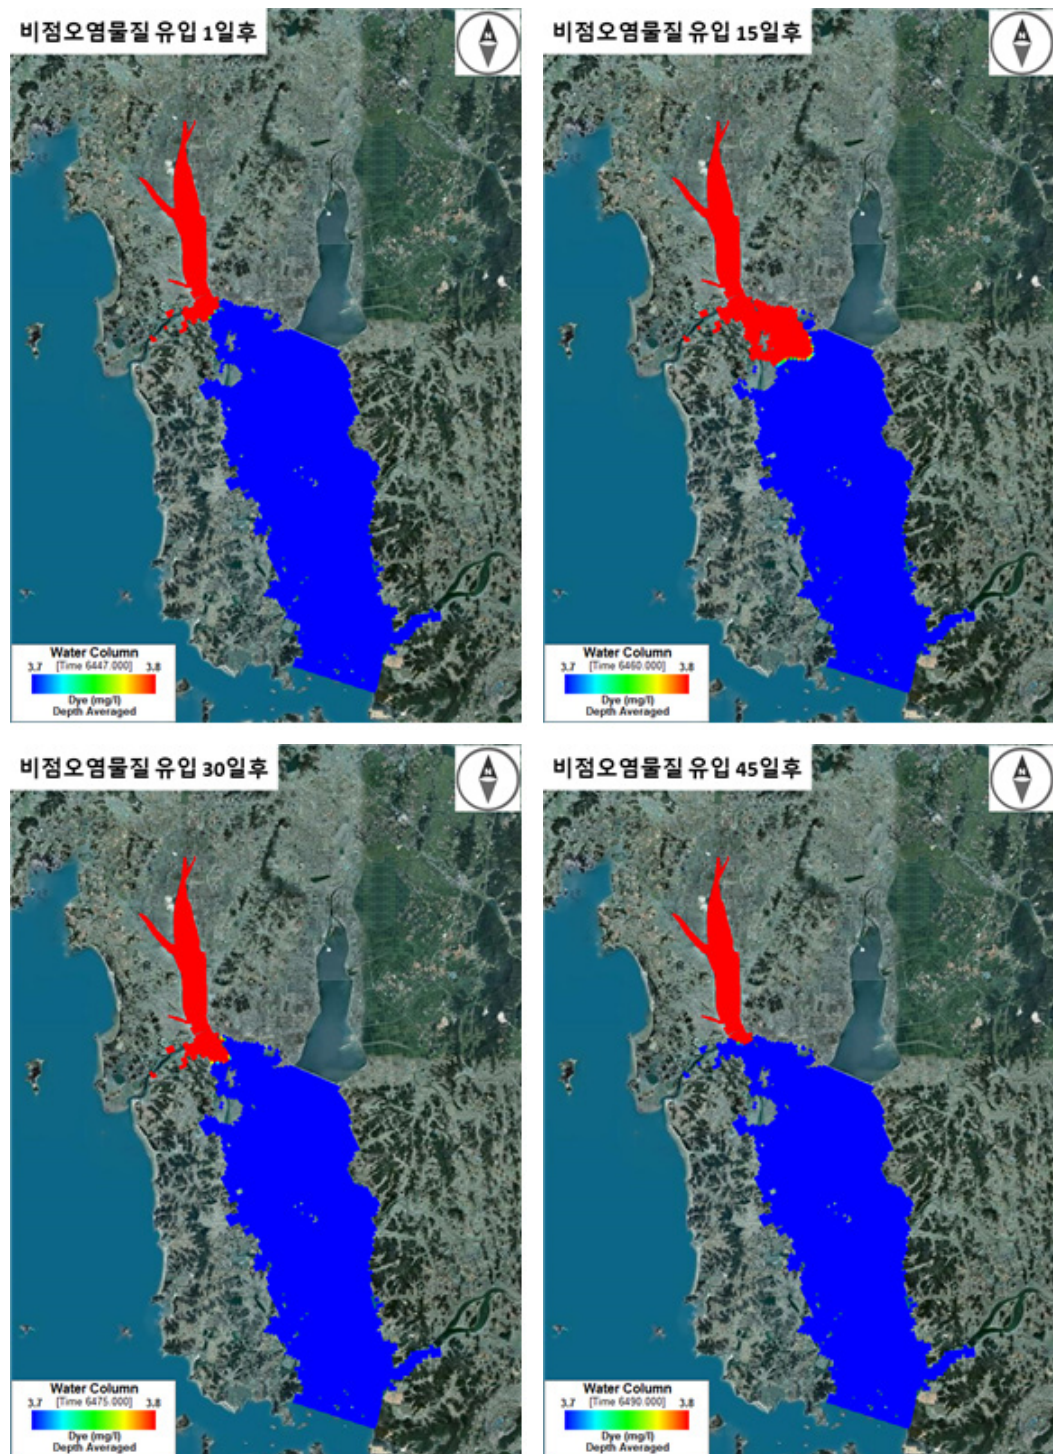 비점오염물질 유입 1일후
N
Water Column
3.7 [Time 6447.000] 3.8
Dye (mg/l)
Depth Averaged
비점오염물질 유입 15일후
N
Water Column
3.7 [Time 6460.000] 3.8
Dye (mg/l)
Depth Averaged
비점오염물질 유입 30일후
N
Water Column
3.7 [Time 6475.000] 3.8
Dye (mg/l)
Depth Averaged
비점오염물질 유입 45일후
N
Water Column
3.7 [Time 6490.000] 3.8
Dye (mg/l)
Depth Averaged